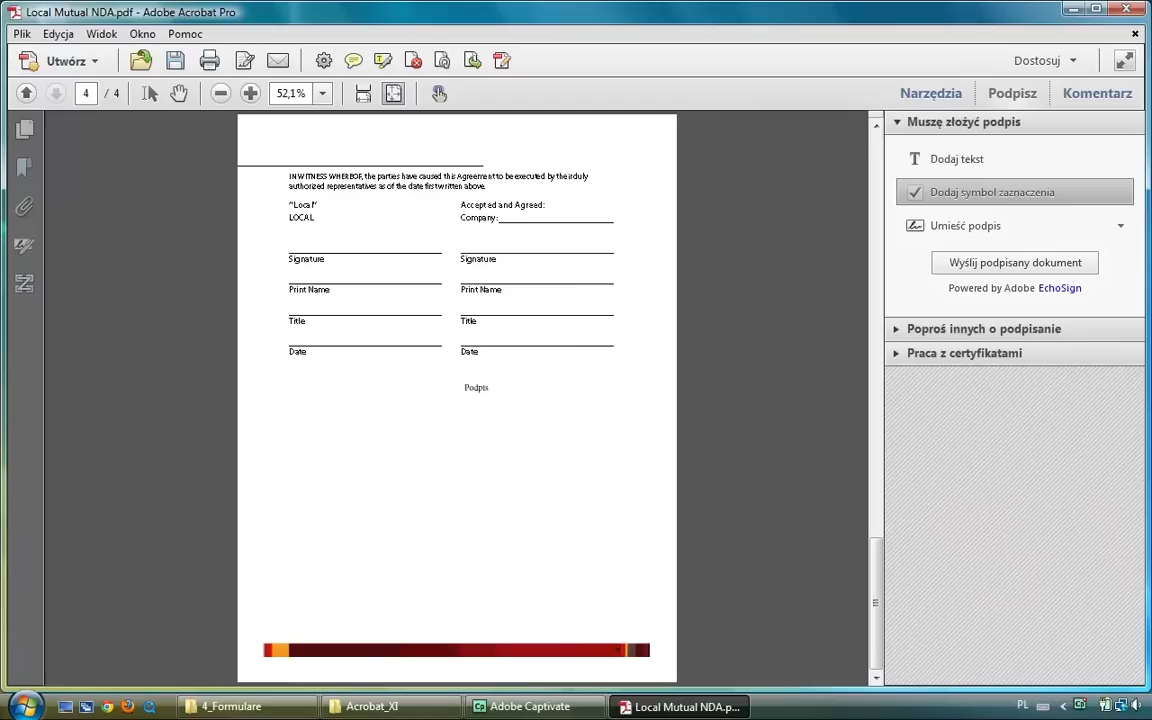 Local Mutual NDA.pdf - Adobe Acrobat Pro
Plik Edycja Widok Okno Pomoc
Utwórz
Dostosuj
4 / 4
52,1%
Narzędzia Podpisz Komentarz
Muszę złożyć podpis
Dodaj tekst
Dodaj symbol zaznaczenia
Umieść podpis
Wyślij podpisany dokument
Powered by Adobe EchoSign
Poproś innych o podpisanie
Praca z certyfikatami
IN WITNESS WHEREOF, the parties have caused this Agreement to be executed by their duly
authorized representatives as of the date first written above.
"Local" Accepted and Agreed:
LOCAL Company:
Signature Signature
Print Name Print Name
Title Title
Date Date
Podpis
4_Formulare Acrobat_XI Adobe Captivate Local Mutual NDA.p... PL